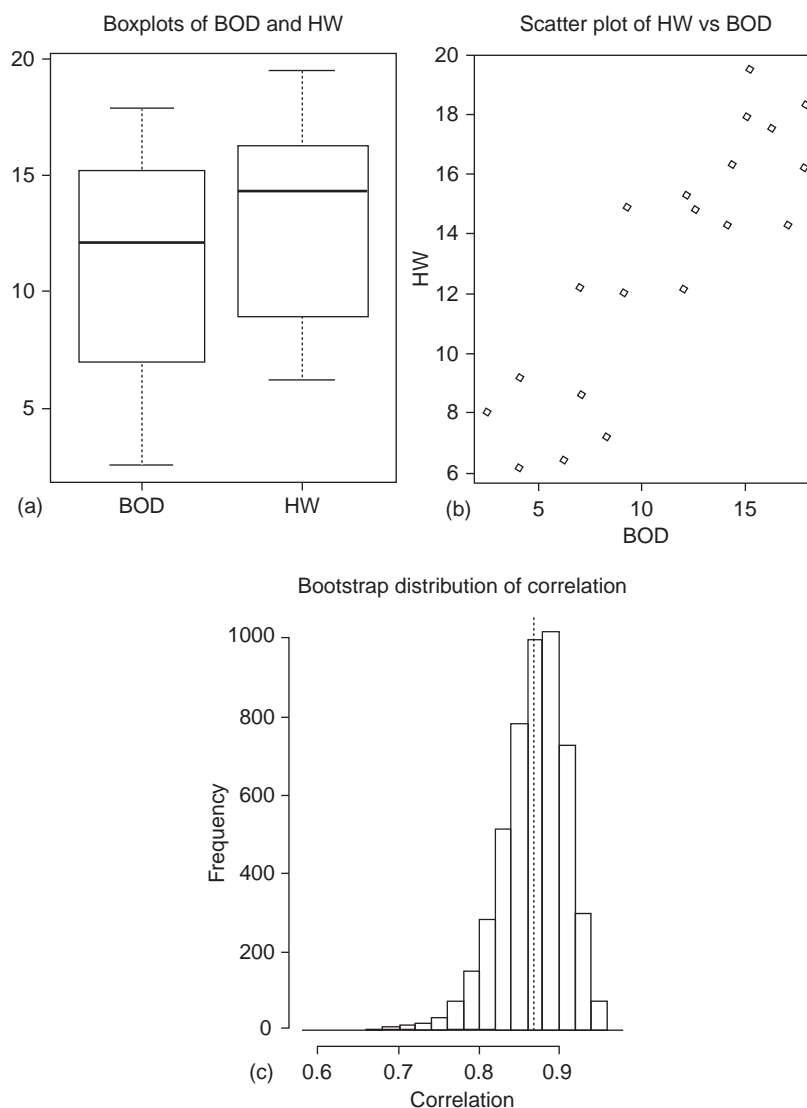 Boxplots of BOD and HW
20
15
10
5
(a)
BOD
HW
Scatter plot of HW vs BOD
20
18
16
14
12
10
8
6
HW
(b)
5
10
15
BOD
Bootstrap distribution of correlation
1000
800
600
400
200
0
Frequency
(c)
0.6
0.7
0.8
0.9
Correlation